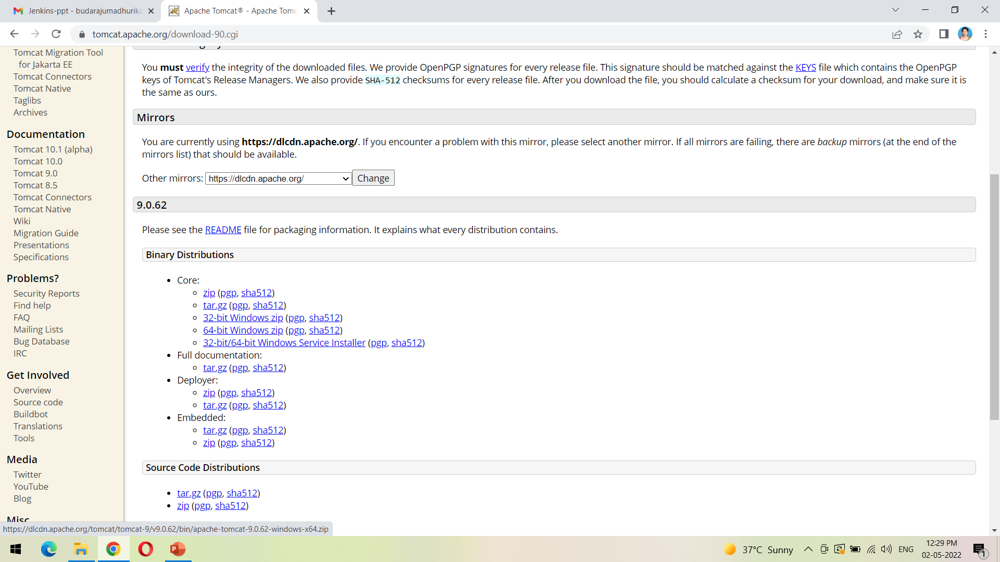 Jenkins-ppt - budarajumadhurika
Apache Tomcat® - Apache Tomc
tomcat.apache.org/download-90.cgi
Tomcat Migration Tool
for Jakarta EE
Tomcat Connectors
Tomcat Native
Taglibs
Archives
Documentation
Tomcat 10.1 (alpha)
Tomcat 10.0
Tomcat 9.0
Tomcat 8.5
Tomcat Connectors
Tomcat Native
Wiki
Migration Guide
Presentations
Specifications
Problems?
Security Reports
Find help
FAQ
Mailing Lists
Bug Database
IRC
Get Involved
Overview
Source code
Buildbot
Translations
Tools
Media
Twitter
YouTube
Blog
Misc
You must verify the integrity of the downloaded files. We provide OpenPGP signatures for every release file. This signature should be matched against the KEYS file which contains the OpenPGP
keys of Tomcat's Release Managers. We also provide SHA-512 checksums for every release file. After you download the file, you should calculate a checksum for your download, and make sure it is
the same as ours.
Mirrors
You are currently using https://dlcdn.apache.org/. If you encounter a problem with this mirror, please select another mirror. If all mirrors are failing, there are backup mirrors (at the end of the
mirrors list) that should be available.
Other mirrors: https://dlcdn.apache.org/ Change
9.0.62
Please see the README file for packaging information. It explains what every distribution contains.
Binary Distributions
Core:
zip (pgp, sha512)
tar.gz (pgp, sha512)
32-bit Windows zip (pgp, sha512)
64-bit Windows zip (pgp, sha512)
32-bit/64-bit Windows Service Installer (pgp, sha512)
Full documentation:
tar.gz (pgp, sha512)
Deployer:
zip (pgp, sha512)
tar.gz (pgp, sha512)
Embedded:
tar.gz (pgp, sha512)
zip (pgp, sha512)
Source Code Distributions
tar.gz (pgp, sha512)
zip (pgp, sha512)
https://dlcdn.apache.org/tomcat/tomcat-9/v9.0.62/bin/apache-tomcat-9.0.62-windows-x64.zip
37°C Sunny
ENG
12:29 PM
02-05-2022
1